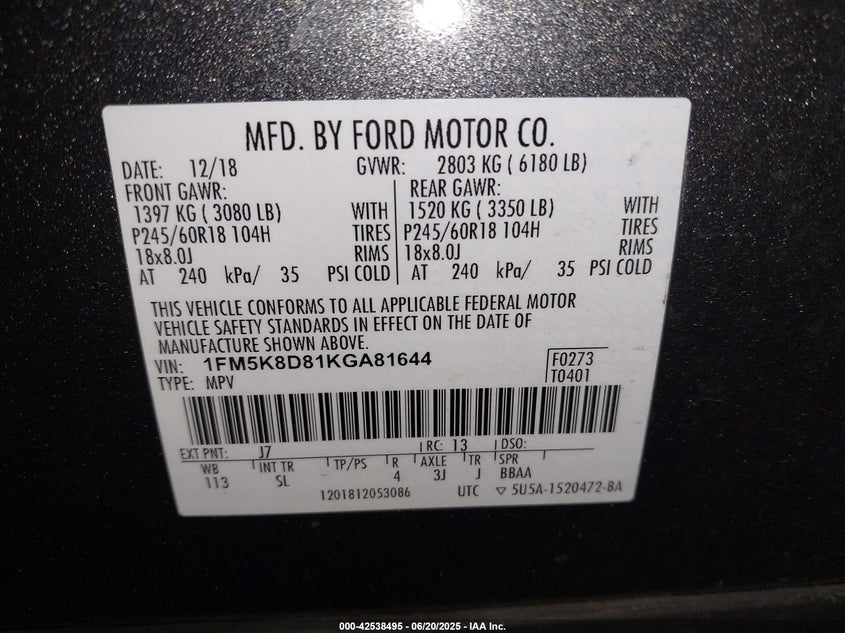 MFD. BY FORD MOTOR CO.
DATE: 12/18 GVWR: 2803 KG ( 6180 LB)
FRONT GAWR: REAR GAWR:
1397 KG ( 3080 LB) WITH 1520 KG ( 3350 LB) WITH
P245/60R18 104H TIRES P245/60R18 104H TIRES
18x8.0J RIMS 18x8.0J RIMS
AT 240 kPa/ 35 PSI COLD AT 240 kPa/ 35 PSI COLD
THIS VEHICLE CONFORMS TO ALL APPLICABLE FEDERAL MOTOR
VEHICLE SAFETY STANDARDS IN EFFECT ON THE DATE OF
MANUFACTURE SHOWN ABOVE.
VIN: 1FM5K8D81KGA81644 F0273
TYPE: MPV T0401
EXT PNT: J7 RC: 13 DSO:
WB INT TR TP/PS R AXLE TR SPR
113 SL 4 3J J BBAA
1201812053086 UTC ▽ 5U5A-1520472-BA
000-42538495 - 06/20/2025 - IAA Inc.